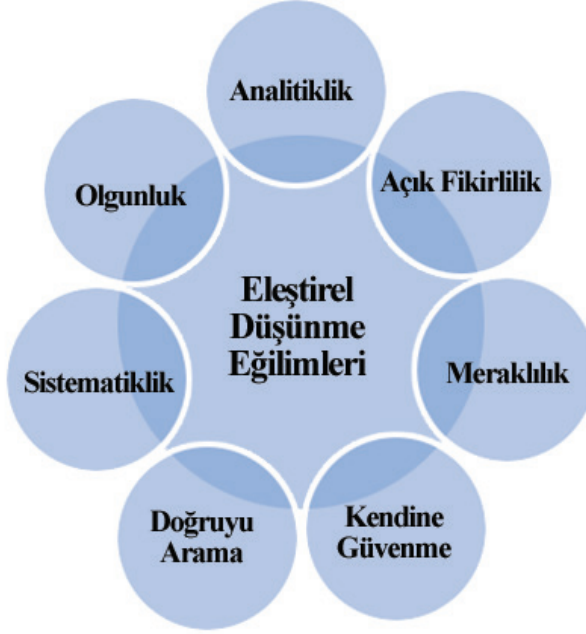 Analitiklik
Açık Fikirlilik
Meraklılık
Kendine
Güvenme
Doğruyu
Arama
Sistematiklik
Olgunluk
Eleştirel
Düşünme
Eğilimleri